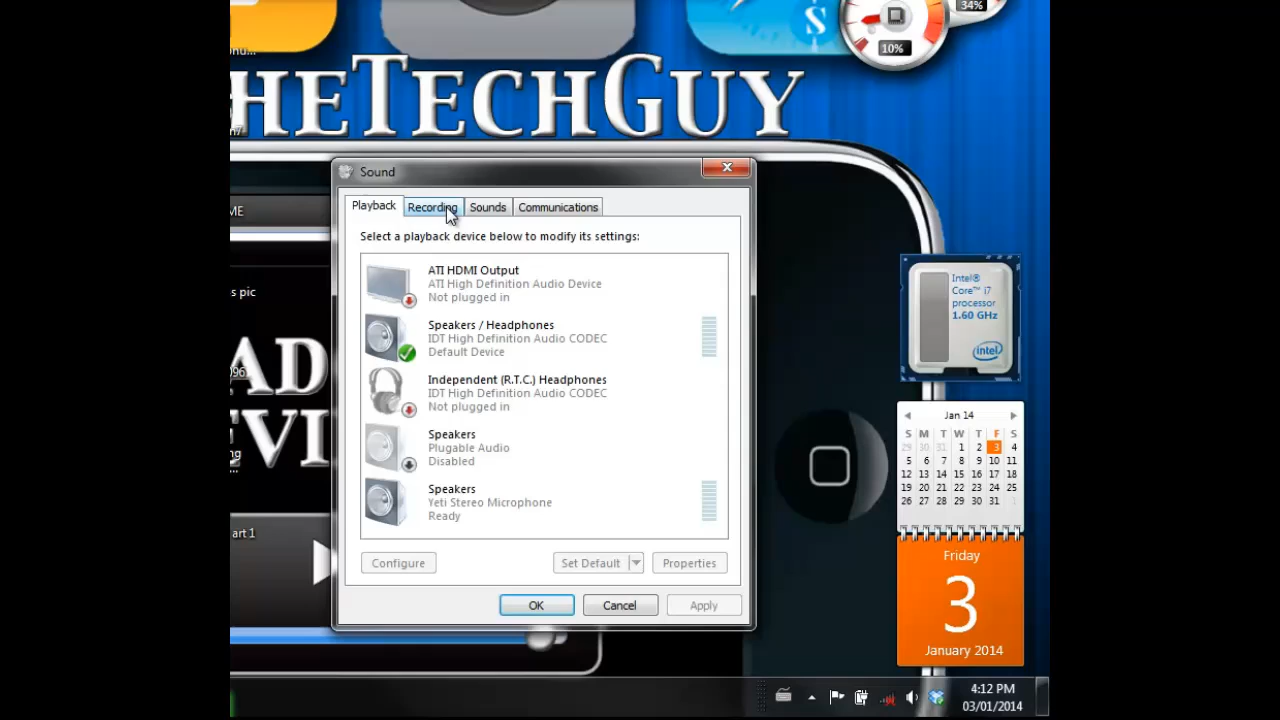 34%
10%
HETECHGUY
Sound
Playback Recording Sounds Communications
Select a playback device below to modify its settings:
ATI HDMI Output
ATI High Definition Audio Device
Not plugged in
Speakers / Headphones
IDT High Definition Audio CODEC
Default Device
Independent (R.T.C.) Headphones
IDT High Definition Audio CODEC
Not plugged in
Speakers
Plugable Audio
Disabled
Speakers
Yeti Stereo Microphone
Ready
Configure Set Default Properties
OK Cancel Apply
ME
s pic
AD
EVI
art 1
Intel®
Core™ i7
processor
1.60 GHz
intel
Jan 14
S M T W T F S
29 30 31 1 2 3 4
5 6 7 8 9 10 11
12 13 14 15 16 17 18
19 20 21 22 23 24 25
26 27 28 29 30 31 1
Friday
3
January 2014
4:12 PM
03/01/2014